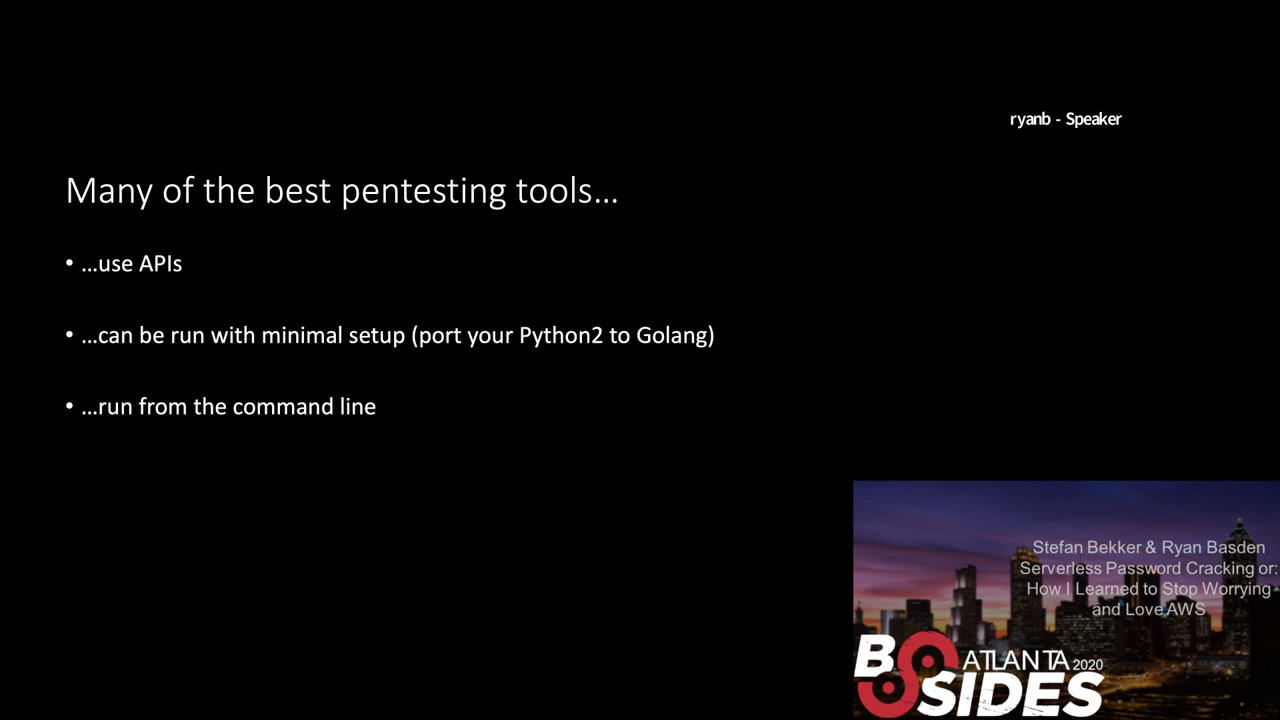 ryanb - Speaker
Many of the best pentesting tools…
• …use APIs
• …can be run with minimal setup (port your Python2 to Golang)
• …run from the command line
Stefan Bekker & Ryan Basden
Serverless Password Cracking or:
How I Learned to Stop Worrying
and Love AWS
BSIDES
ATLANTA 2020